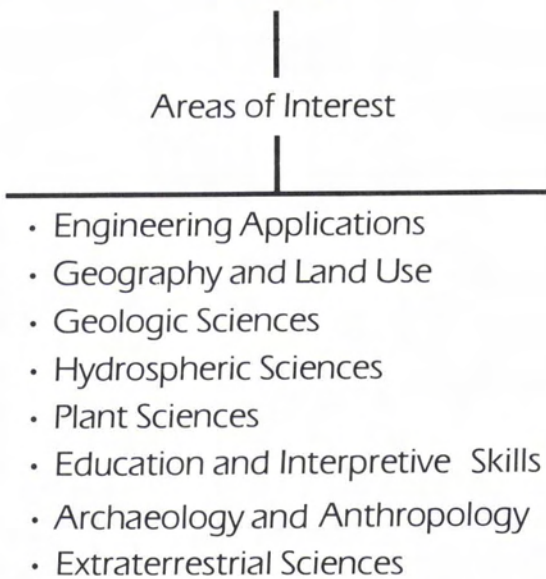 Areas of Interest
• Engineering Applications
• Geography and Land Use
• Geologic Sciences
• Hydrospheric Sciences
• Plant Sciences
• Education and Interpretive Skills
• Archaeology and Anthropology
• Extraterrestrial Sciences